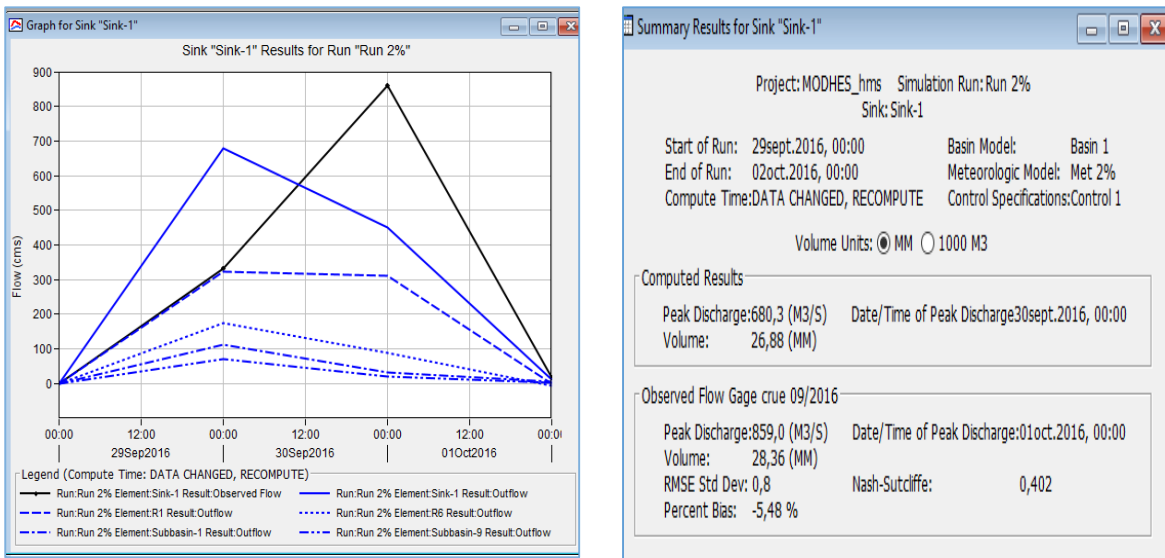 Graph for Sink "Sink-1"
Sink "Sink-1" Results for Run "Run 2%"
900
800
700
600
500
400
300
200
100
0
Flow (cms)
00:00 12:00 00:00 12:00 00:00 12:00 00:0
29Sep2016 30Sep2016 01Oct2016
Legend (Compute Time: DATA CHANGED, RECOMPUTE)
Run:Run 2% Element:Sink-1 Result:Observed Flow Run:Run 2% Element:Sink-1 Result:Outflow
Run:Run 2% Element:R1 Result:Outflow Run:Run 2% Element:R6 Result:Outflow
Run:Run 2% Element:Subbasin-1 Result:Outflow Run:Run 2% Element:Subbasin-9 Result:Outflow
Summary Results for Sink "Sink-1"
Project:MODHES_hms Simulation Run:Run 2%
Sink:Sink-1
Start of Run: 29sept.2016, 00:00 Basin Model: Basin 1
End of Run: 02oct.2016, 00:00 Meteorologic Model: Met 2%
Compute Time:DATA CHANGED, RECOMPUTE Control Specifications:Control 1
Volume Units: MM 1000 M3
Computed Results
Peak Discharge:680,3 (M3/S) Date/Time of Peak Discharge30sept.2016, 00:00
Volume: 26,88 (MM)
Observed Flow Gage crue 09/2016
Peak Discharge:859,0 (M3/S) Date/Time of Peak Discharge:01oct.2016, 00:00
Volume: 28,36 (MM)
RMSE Std Dev: 0,8 Nash-Sutcliffe: 0,402
Percent Bias: -5,48 %